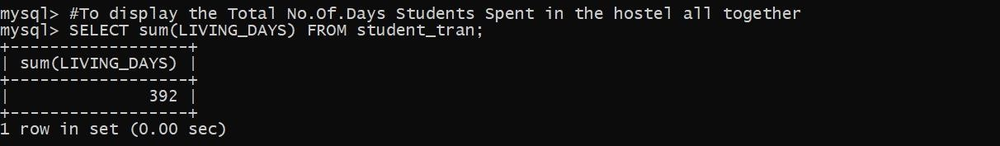 mysql> #To display the Total No.Of.Days Students Spent in the hostel all together
mysql> SELECT sum(LIVING_DAYS) FROM student_tran;
+------------------+
| sum(LIVING_DAYS) |
+------------------+
|              392 |
+------------------+
1 row in set (0.00 sec)